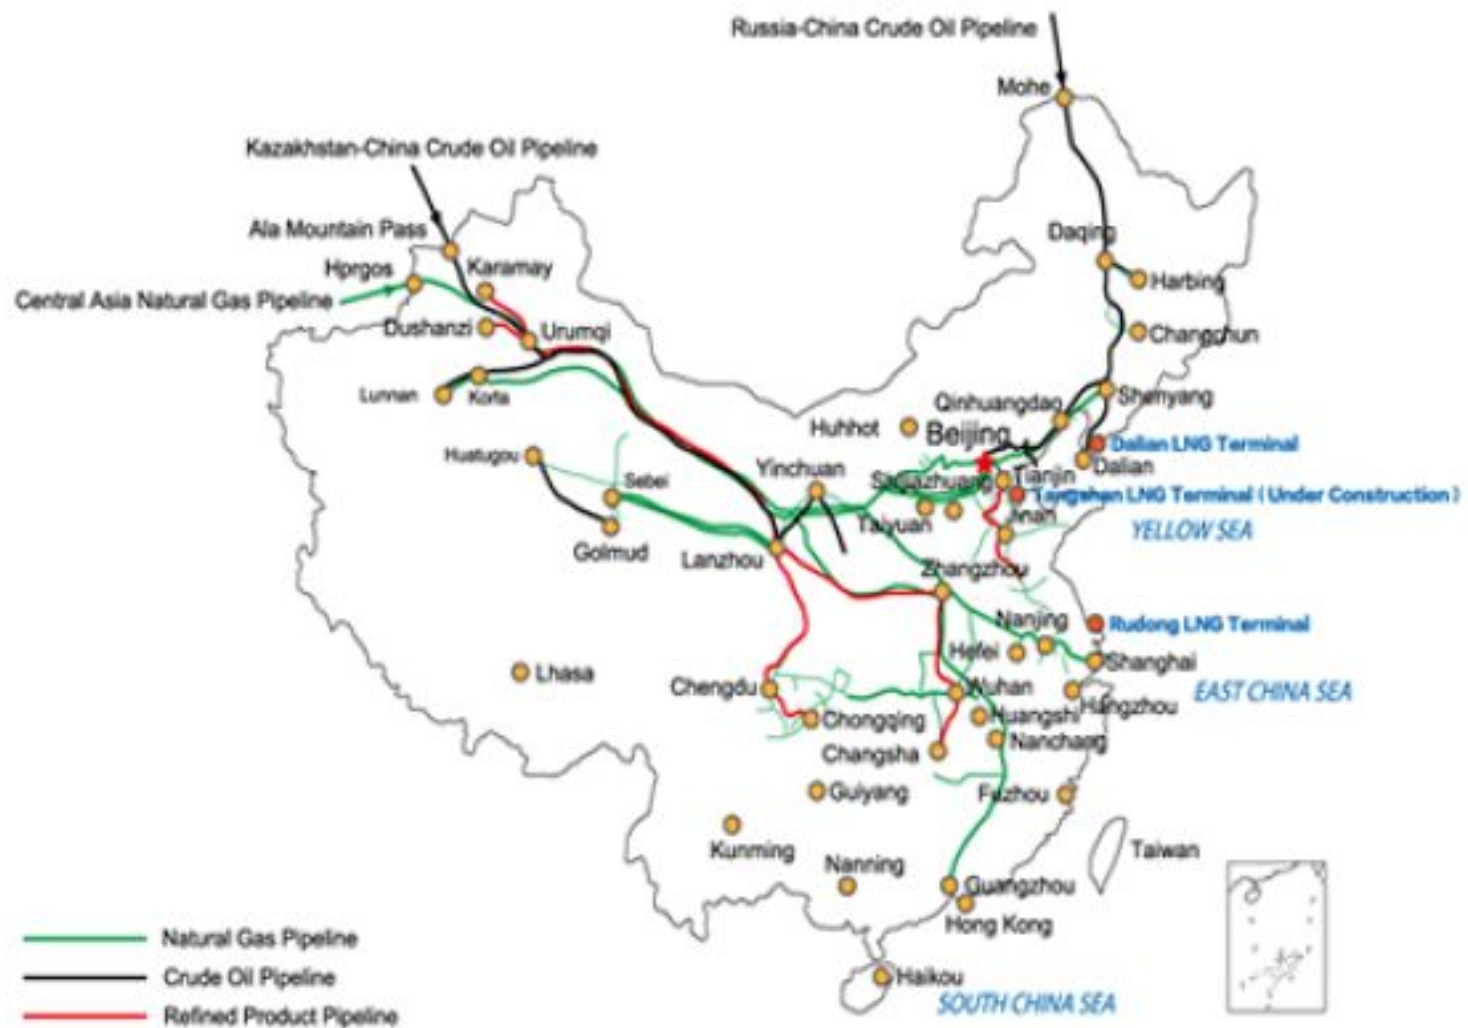 Russia-China Crude Oil Pipeline
Mohe
Kazakhstan-China Crude Oil Pipeline
Ala Mountain Pass
Daqing
Hprgos
Karamay
Harbing
Central Asia Natural Gas Pipeline
Dushanzi
Urumqi
Changchun
Lunnan
Korla
Shenyang
Qinhuangdao
Huhhot
Beijing
Dalian LNG Terminal
Huatugou
Yinchuan
Dalian
Sebei
Shijiazhuang
Tianjin
Tangshan LNG Terminal ( Under Construction )
Taiyuan
Jinan
YELLOW SEA
Golmud
Lanzhou
Zhangzhou
Nanjing
Rudong LNG Terminal
Hefei
Shanghai
Lhasa
Chengdu
Wuhan
EAST CHINA SEA
Hangzhou
Chongqing
Huangshi
Changsha
Nanchang
Guiyang
Fuzhou
Kunming
Taiwan
Nanning
Guangzhou
Hong Kong
Natural Gas Pipeline
Crude Oil Pipeline
Haikou
SOUTH CHINA SEA
Refined Product Pipeline